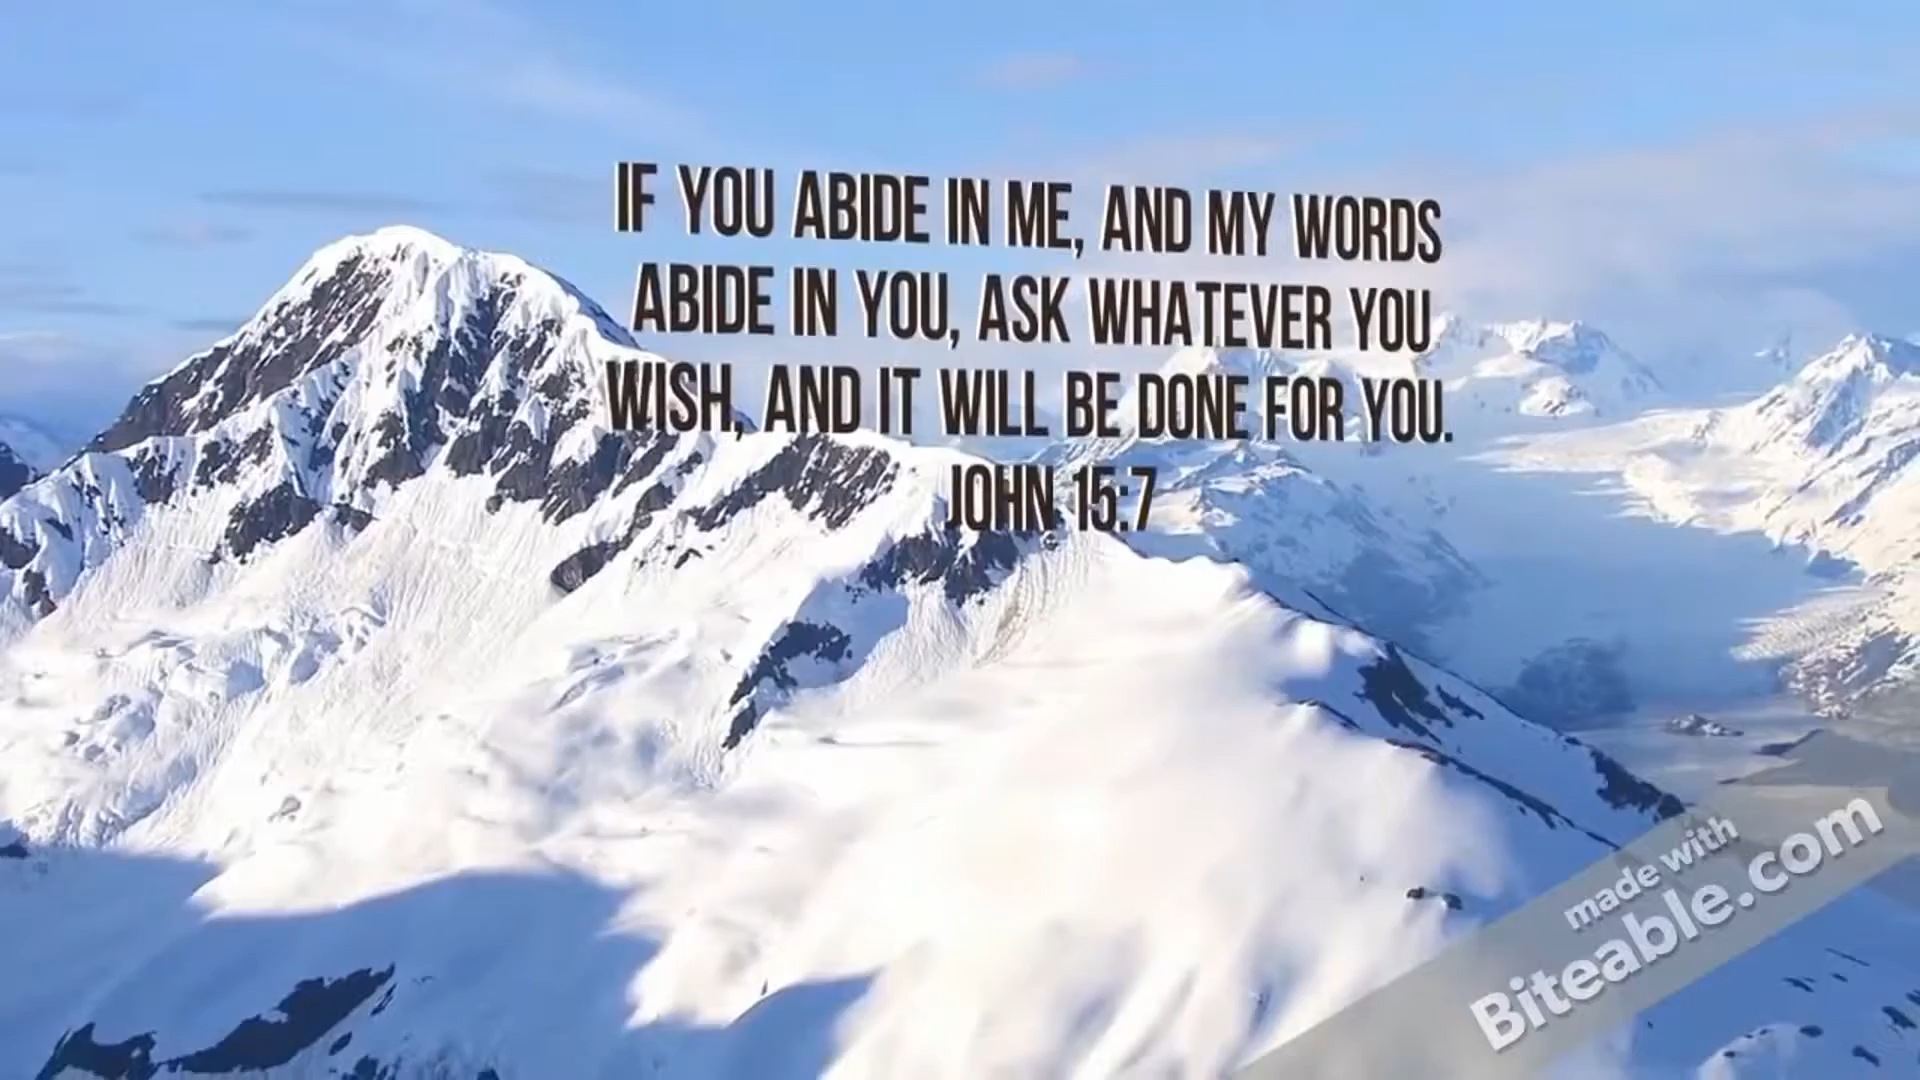 IF YOU ABIDE IN ME, AND MY WORDS
ABIDE IN YOU, ASK WHATEVER YOU
WISH, AND IT WILL BE DONE FOR YOU.
JOHN 15:7
made with
Biteable.com